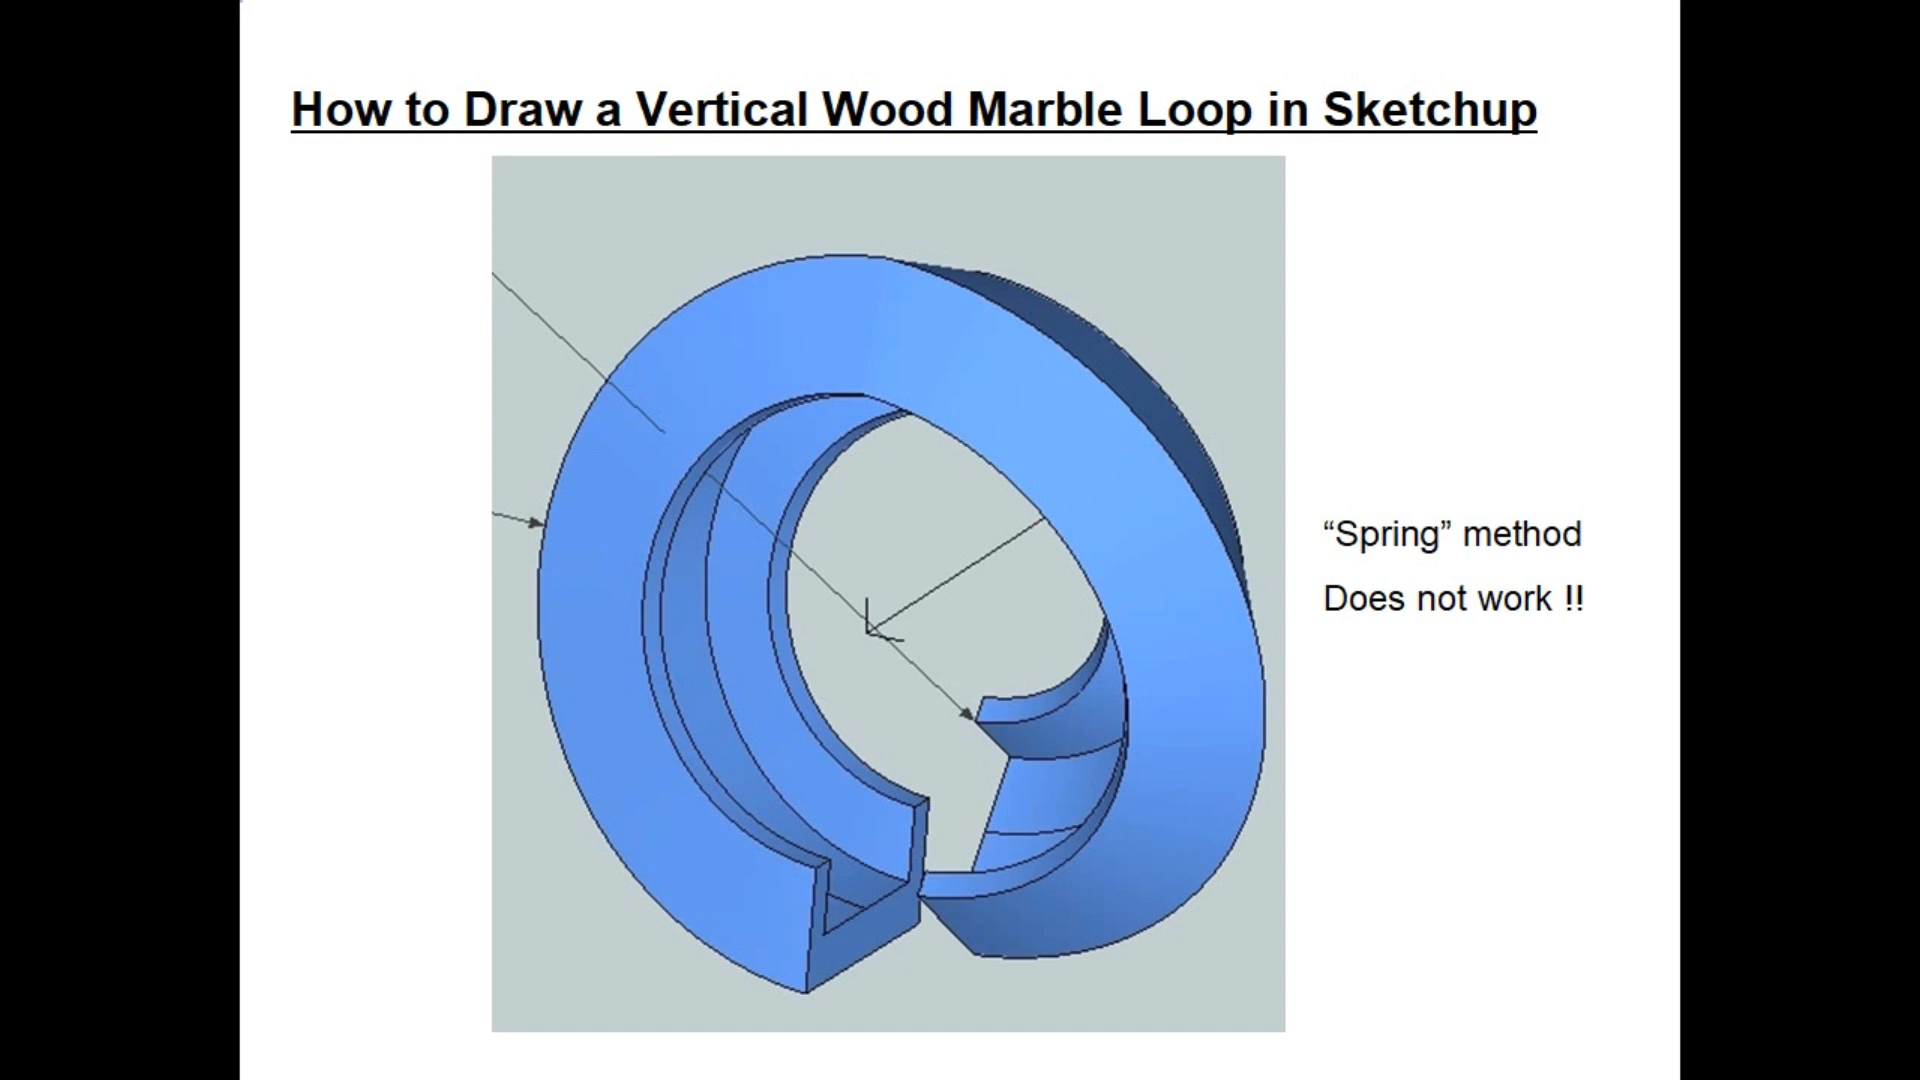 How to Draw a Vertical Wood Marble Loop in Sketchup
“Spring” method
Does not work !!